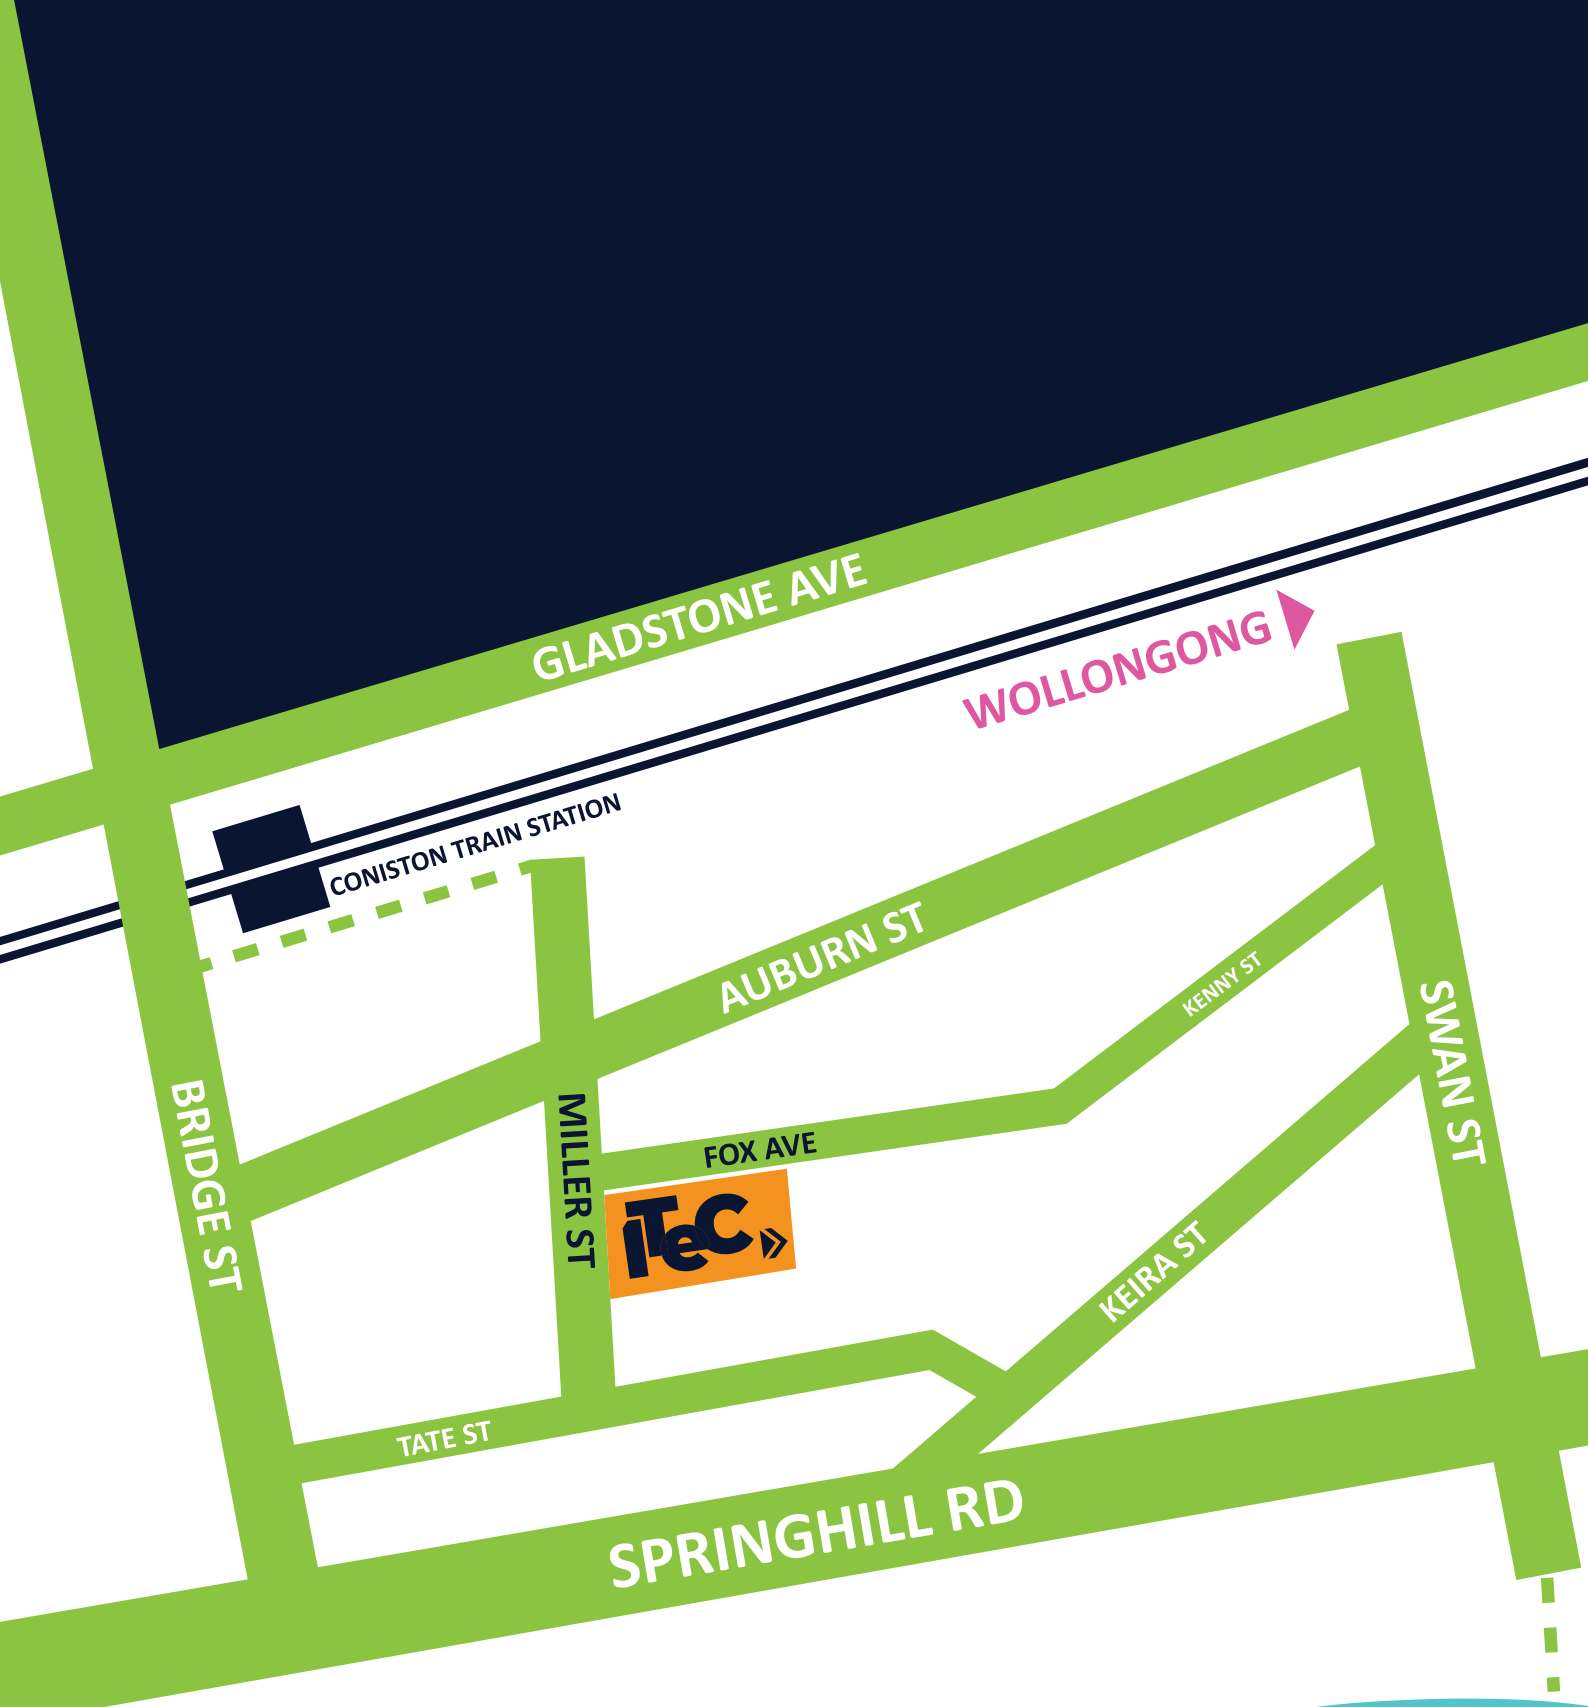 GLADSTONE AVE
WOLLONGONG
CONISTON TRAIN STATION
AUBURN ST
KENNY ST
SWAN ST
BRIDGE ST
MILLER ST
FOX AVE
iTeC
KEIRA ST
TATE ST
SPRINGHILL RD